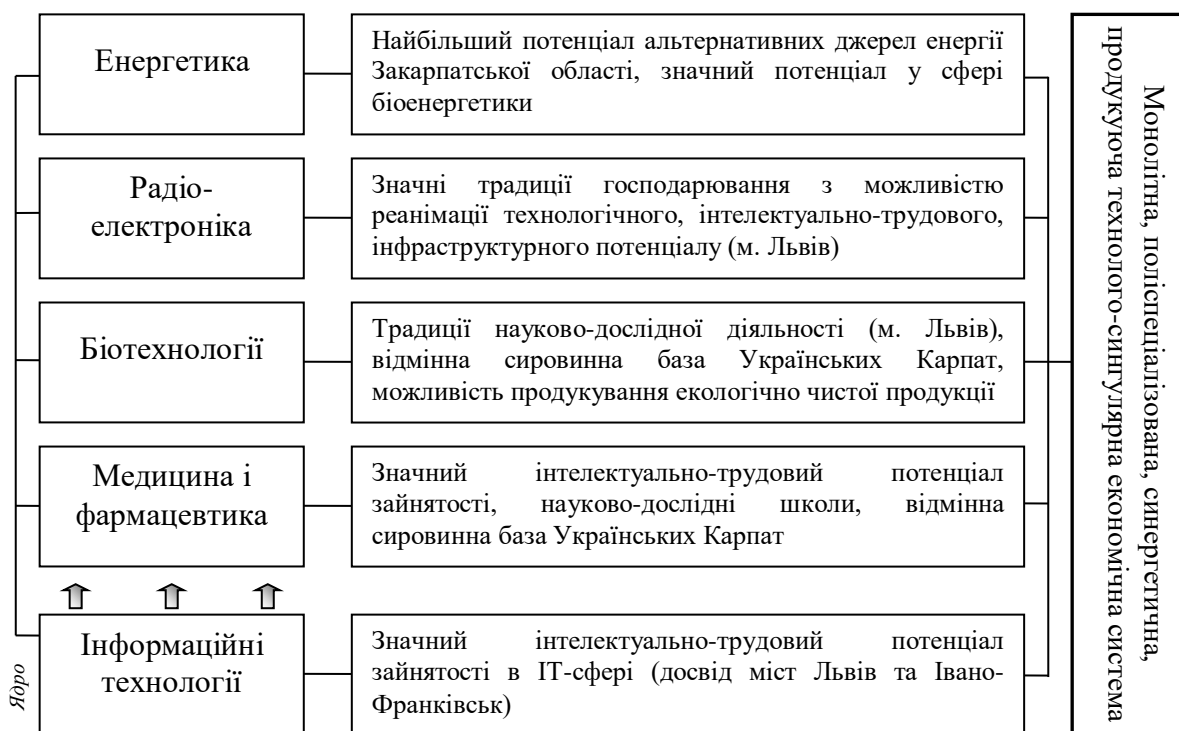 Енергетика
Найбільший потенціал альтернативних джерел енергії
Закарпатської області, значний потенціал у сфері
біоенергетики
Радіо-
електроніка
Значні традиції господарювання з можливістю
реанімації технологічного, інтелектуально-трудового,
інфраструктурного потенціалу (м. Львів)
Біотехнології
Традиції науково-дослідної діяльності (м. Львів),
відмінна сировинна база Українських Карпат,
можливість продукування екологічно чистої продукції
Медицина і
фармацевтика
Значний інтелектуально-трудовий потенціал
зайнятості, науково-дослідні школи, відмінна
сировинна база Українських Карпат
Ядро
Інформаційні
технології
Значний інтелектуально-трудовий потенціал
зайнятості в ІТ-сфері (досвід міст Львів та Івано-
Франківськ)
Монолітна, поліспеціалізована, синергетична,
продукуюча технолого-сингулярна економічна система